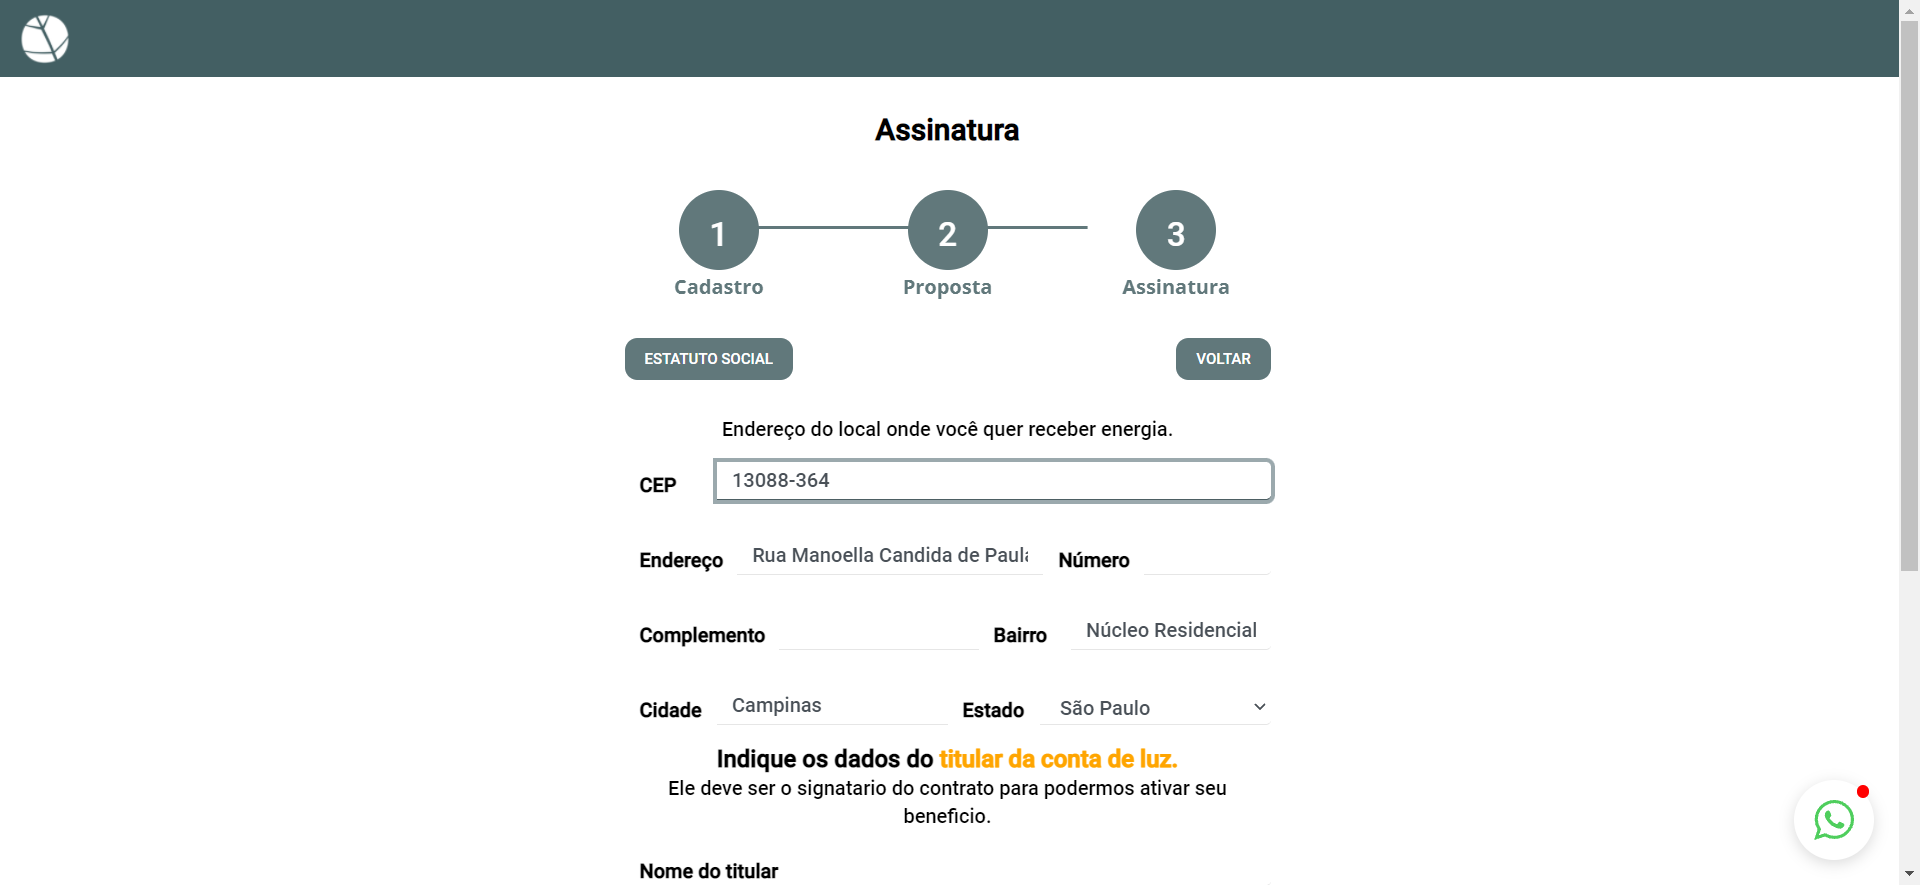 Assinatura
1 2 3
Cadastro Proposta Assinatura
ESTATUTO SOCIAL VOLTAR
Endereço do local onde você quer receber energia.
CEP 13088-364
Endereço Rua Manoella Candida de Paula Número
Complemento Bairro Núcleo Residencial
Cidade Campinas Estado São Paulo
Indique os dados do titular da conta de luz.
Ele deve ser o signatario do contrato para podermos ativar seu
beneficio.
Nome do titular